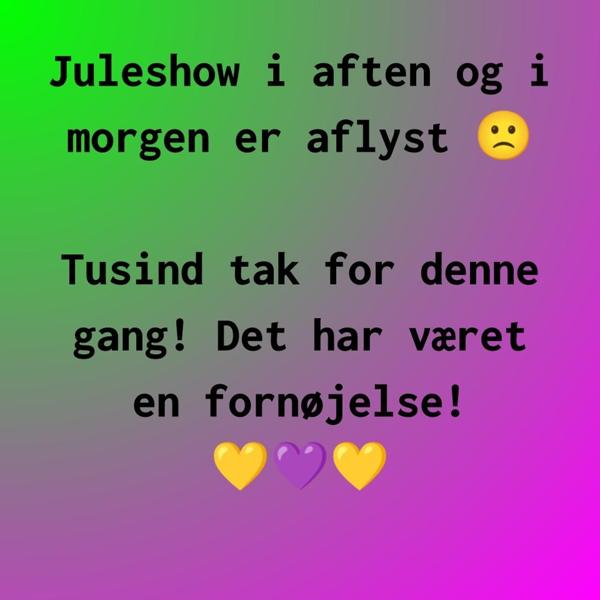 Juleshow i aften og i
morgen er aflyst 🙁
Tusind tak for denne
gang! Det har været
en fornøjelse!
💛💜💛